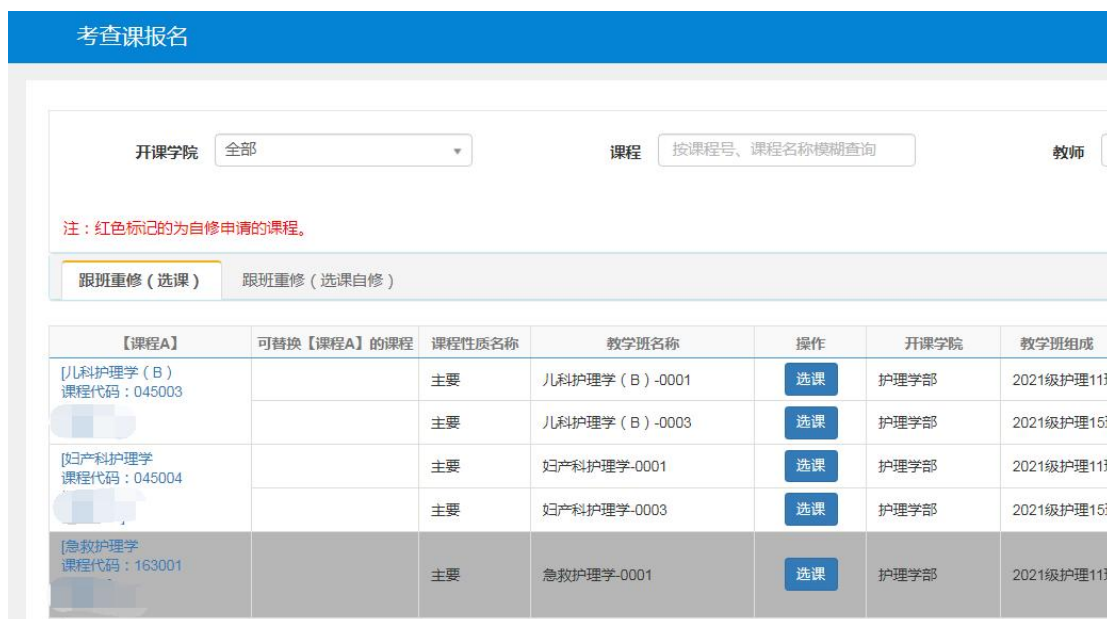 考查课报名
开课学院 全部 课程 按课程号、课程名称模糊查询 教师
注：红色标记的为自修申请的课程。
跟班重修（选课） 跟班重修（选课自修）
【课程A】 可替换【课程A】的课程 课程性质名称 教学班名称 操作 开课学院 教学班组成
[儿科护理学（B）
课程代码：045003
主要 儿科护理学（B）-0001 选课 护理学部 2021级护理11
主要 儿科护理学（B）-0003 选课 护理学部 2021级护理15
[妇产科护理学
课程代码：045004
主要 妇产科护理学-0001 选课 护理学部 2021级护理11
主要 妇产科护理学-0003 选课 护理学部 2021级护理15
[急救护理学
课程代码：163001
主要 急救护理学-0001 选课 护理学部 2021级护理11